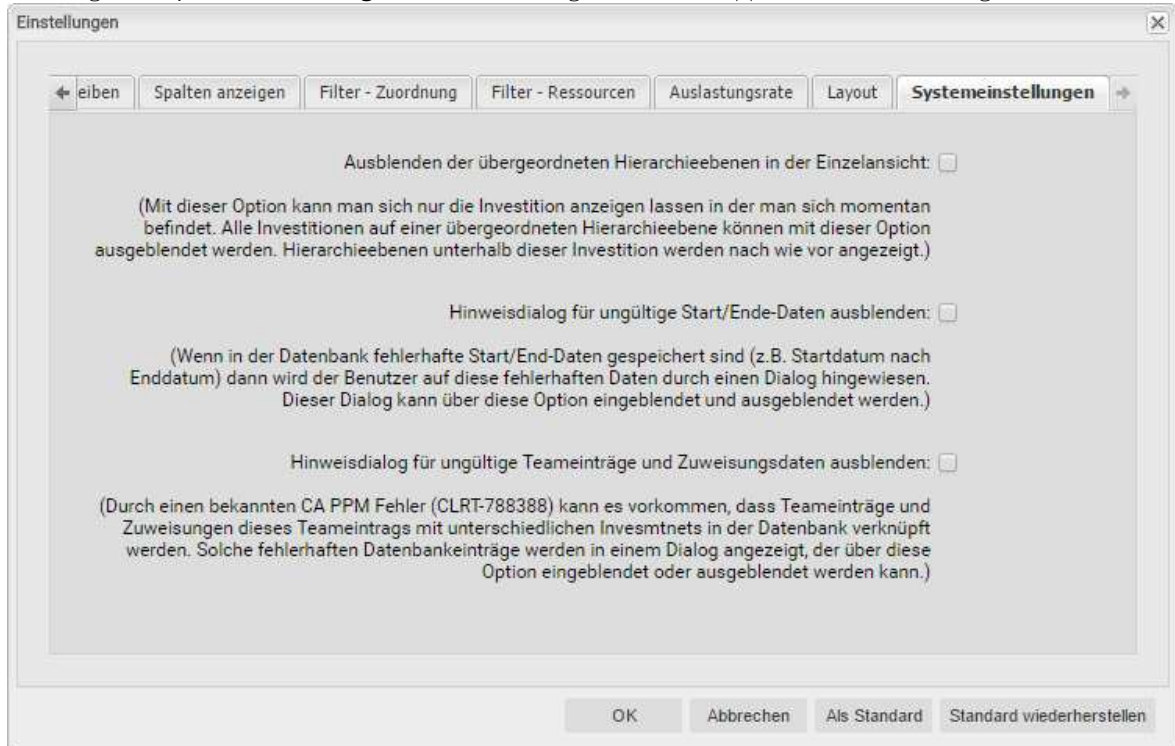 Einstellungen
eiben
Spalten anzeigen
Filter - Zuordnung
Filter - Ressourcen
Auslastungsrate
Layout
Systemeinstellungen
Ausblenden der übergeordneten Hierarchieebenen in der Einzelansicht:
(Mit dieser Option kann man sich nur die Investition anzeigen lassen in der man sich momentan
befindet. Alle Investitionen auf einer übergeordneten Hierarchieebene können mit dieser Option
ausgeblendet werden. Hierarchieebenen unterhalb dieser Investition werden nach wie vor angezeigt.)
Hinweisdialog für ungültige Start/Ende-Daten ausblenden:
(Wenn in der Datenbank fehlerhafte Start/End-Daten gespeichert sind (z.B. Startdatum nach
Enddatum) dann wird der Benutzer auf diese fehlerhaften Daten durch einen Dialog hingewiesen.
Dieser Dialog kann über diese Option eingeblendet und ausgeblendet werden.)
Hinweisdialog für ungültige Teameinträge und Zuweisungsdaten ausblenden:
(Durch einen bekannten CA PPM Fehler (CLRT-788388) kann es vorkommen, dass Teameinträge und
Zuweisungen dieses Teameintrags mit unterschiedlichen Invesmtnets in der Datenbank verknüpft
werden. Solche fehlerhaften Datenbankeinträge werden in einem Dialog angezeigt, der über diese
Option eingeblendet oder ausgeblendet werden kann.)
OK
Abbrechen
Als Standard
Standard wiederherstellen